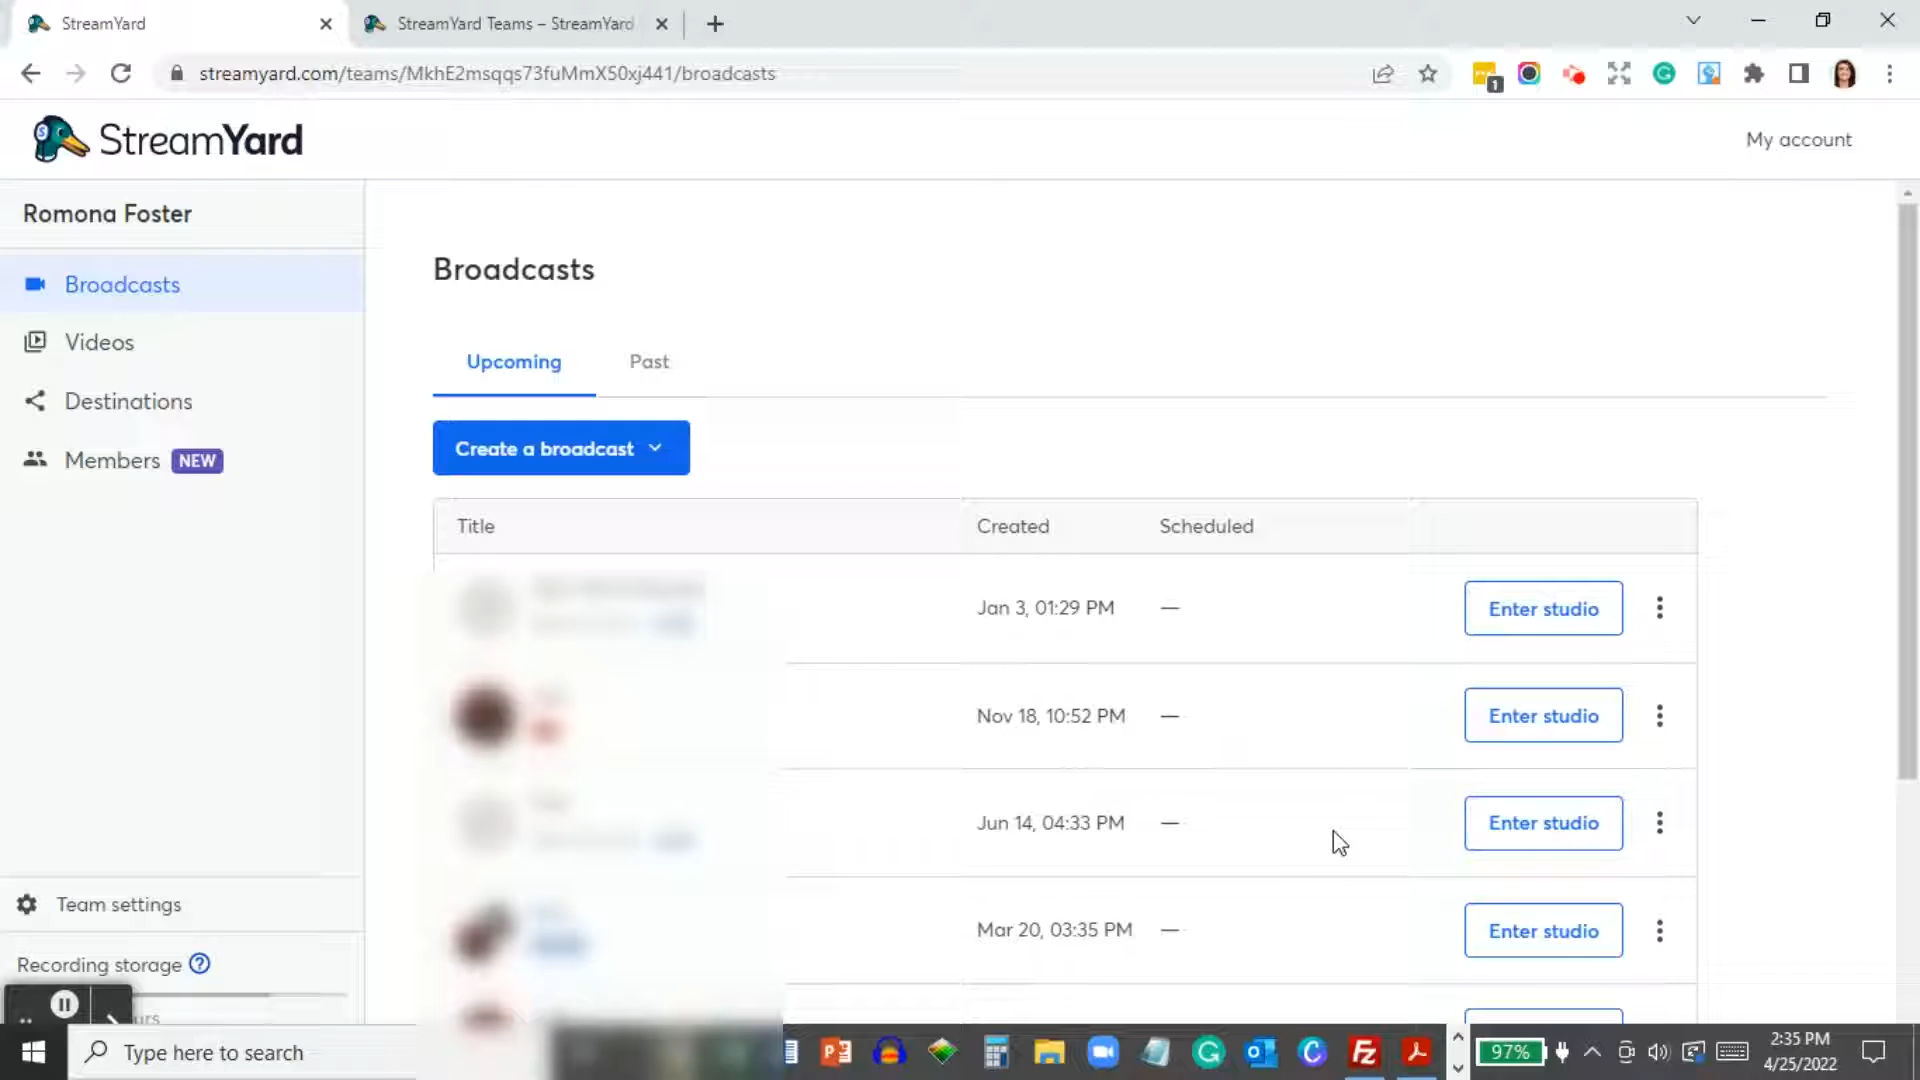 StreamYard
StreamYard Teams – StreamYard
streamyard.com/teams/MkhE2msqqs73fuMmX50xj441/broadcasts
1
StreamYard
My account
Romona Foster
Broadcasts
Videos
Destinations
Members NEW
Team settings
Recording storage ?
Broadcasts
Upcoming
Past
Create a broadcast
Title Created Scheduled
Jan 3, 01:29 PM — Enter studio
Nov 18, 10:52 PM — Enter studio
Jun 14, 04:33 PM — Enter studio
Mar 20, 03:35 PM — Enter studio
Type here to search
97%
2:35 PM
4/25/2022